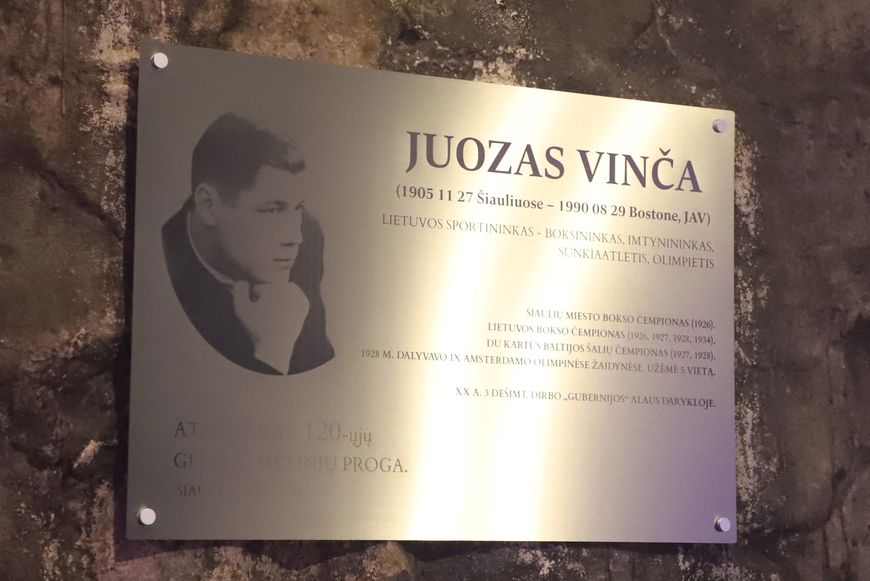 JUOZAS VINČA
(1905 11 27 Šiauliuose – 1990 08 29 Bostone, JAV)
LIETUVOS SPORTININKAS - BOKSININKAS, IMTYNININKAS,
SUNKIAATLETIS, OLIMPIETIS
ŠIAULIŲ MIESTO BOKSO ČEMPIONAS (1926).
LIETUVOS BOKSO ČEMPIONAS (1926, 1927, 1928, 1934).
DU KARTUS BALTIJOS ŠALIŲ ČEMPIONAS (1927, 1928).
1928 M. DALYVAVO IX AMSTERDAMO OLIMPINĖSE ŽAIDYNĖSE. UŽĖMĖ 5 VIETĄ.
XX A. 3 DEŠIMT. DIRBO „GUBERNIJOS" ALAUS DARYKLOJE.
120-ųjų
METINIŲ PROGA.